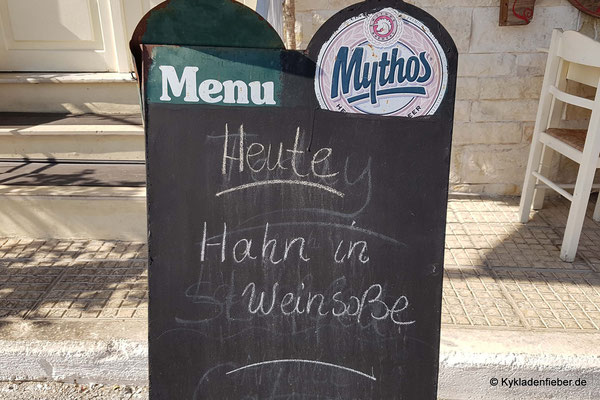 Menu
Mythos
Heute
Hahn in
Weinsoße
© Kykladenfieber.de